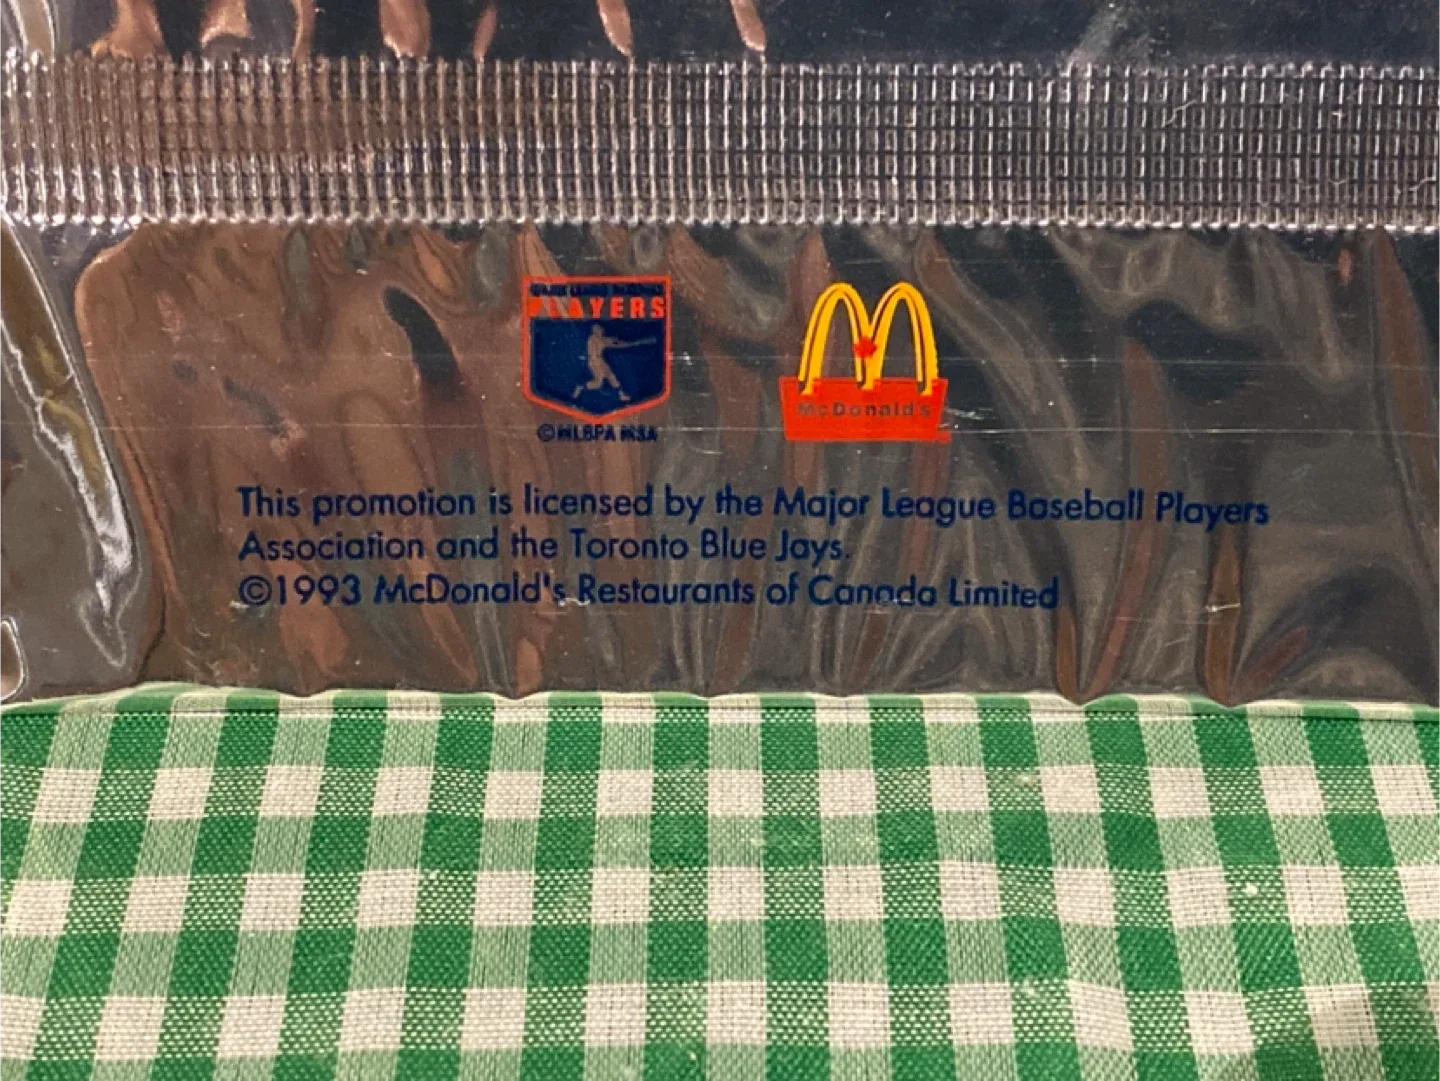 PLAYERS
©MLBPA MSA
McDonald's
This promotion is licensed by the Major League Baseball Players
Association and the Toronto Blue Jays.
©1993 McDonald's Restaurants of Canada Limited